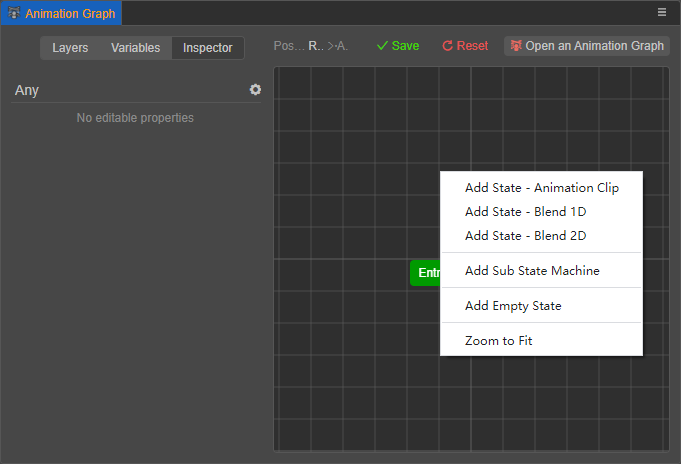 Animation Graph
Layers Variables Inspector Pos... R.. >-A. Save Reset Open an Animation Graph
Any
No editable properties
Add State - Animation Clip
Add State - Blend 1D
Add State - Blend 2D
Entr
Add Sub State Machine
Add Empty State
Zoom to Fit